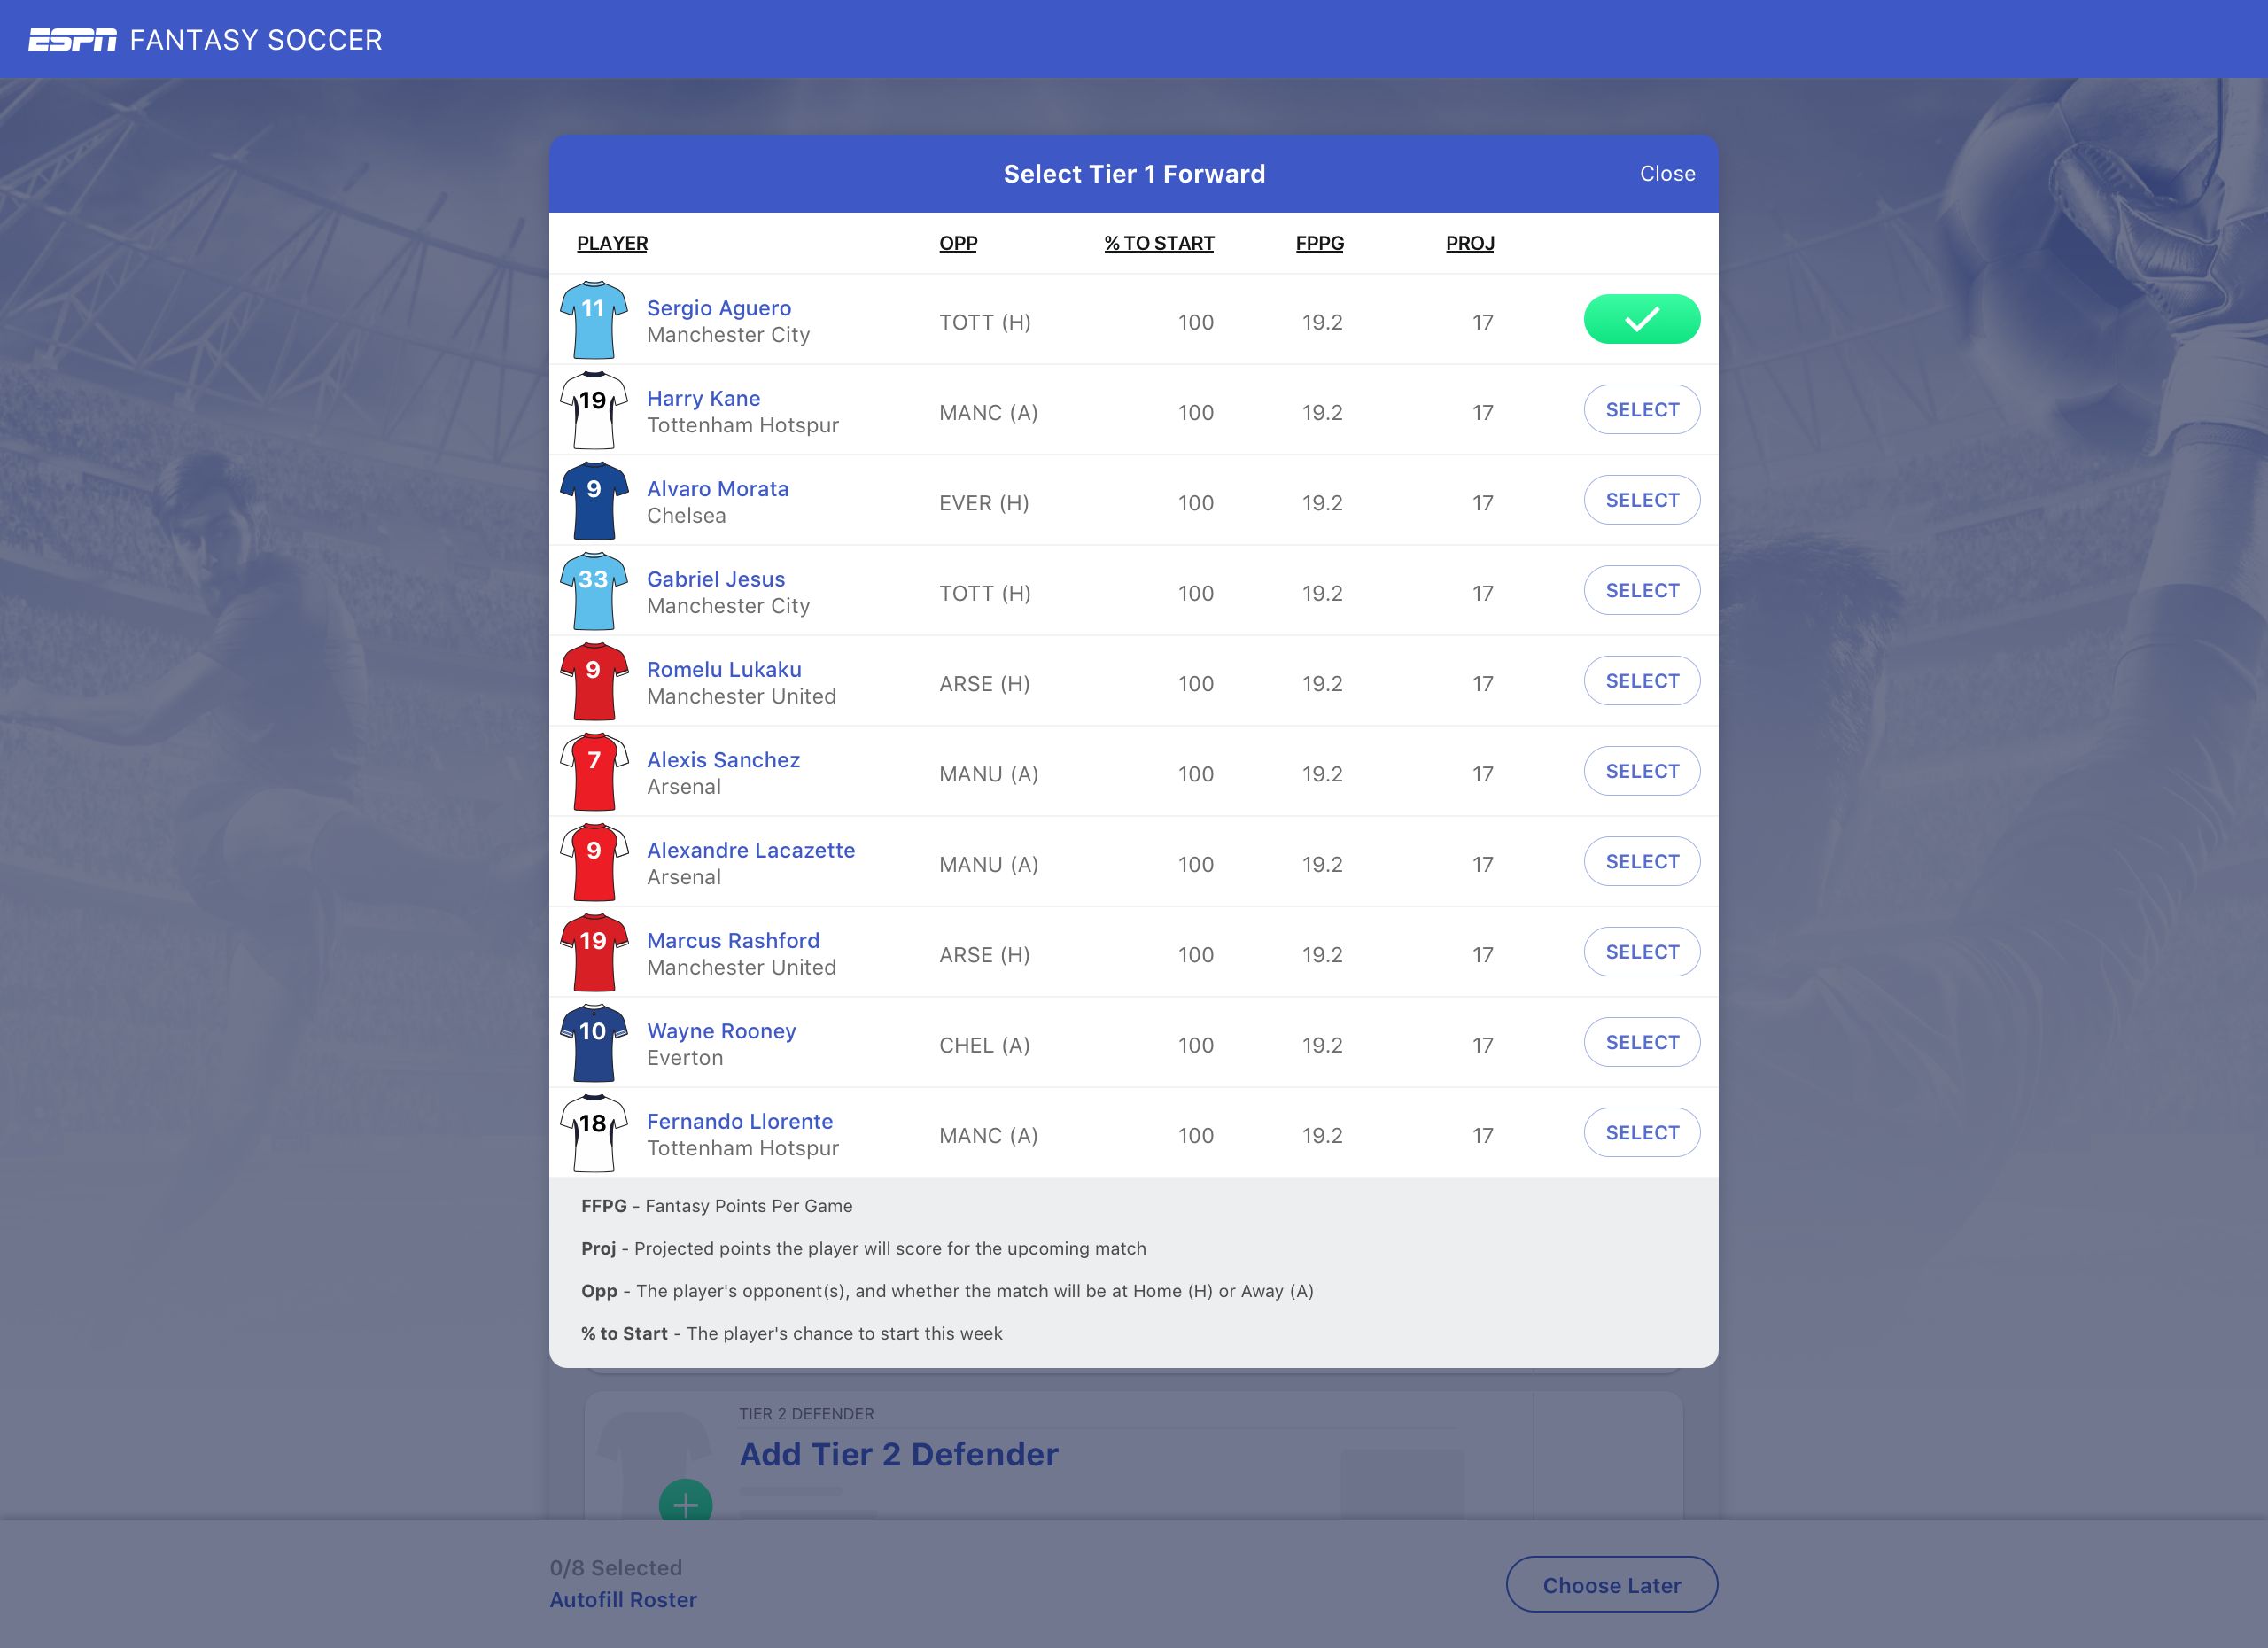 ESPN FANTASY SOCCER
Select Tier 1 Forward Close
PLAYER OPP % TO START FPPG PROJ
11 Sergio Aguero
Manchester City TOTT (H) 100 19.2 17
19 Harry Kane
Tottenham Hotspur MANC (A) 100 19.2 17 SELECT
9 Alvaro Morata
Chelsea EVER (H) 100 19.2 17 SELECT
33 Gabriel Jesus
Manchester City TOTT (H) 100 19.2 17 SELECT
9 Romelu Lukaku
Manchester United ARSE (H) 100 19.2 17 SELECT
7 Alexis Sanchez
Arsenal MANU (A) 100 19.2 17 SELECT
9 Alexandre Lacazette
Arsenal MANU (A) 100 19.2 17 SELECT
19 Marcus Rashford
Manchester United ARSE (H) 100 19.2 17 SELECT
10 Wayne Rooney
Everton CHEL (A) 100 19.2 17 SELECT
18 Fernando Llorente
Tottenham Hotspur MANC (A) 100 19.2 17 SELECT
FFPG - Fantasy Points Per Game
Proj - Projected points the player will score for the upcoming match
Opp - The player's opponent(s), and whether the match will be at Home (H) or Away (A)
% to Start - The player's chance to start this week
TIER 2 DEFENDER
Add Tier 2 Defender
0/8 Selected
Autofill Roster
Choose Later